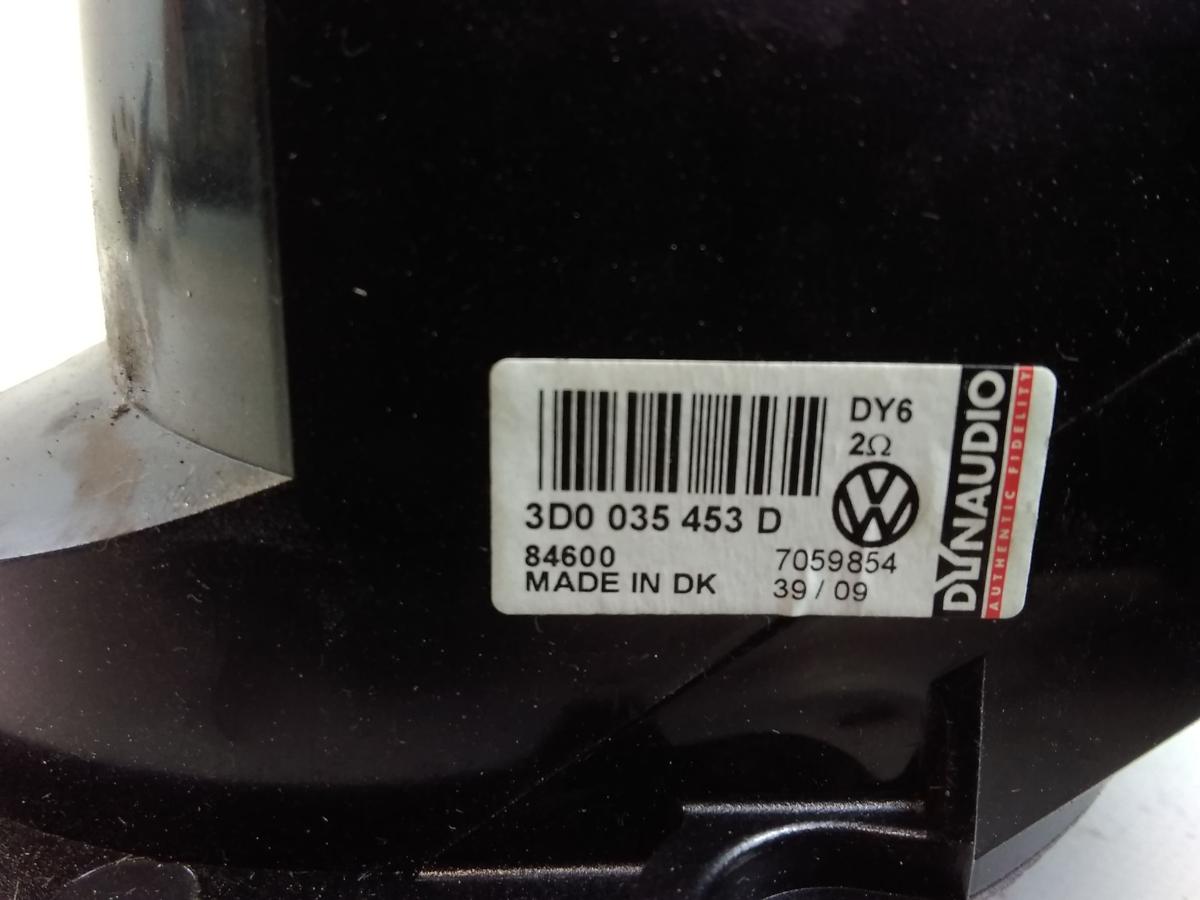 DY6
2Ω
3D0 035 453 D
84600 7059854
MADE IN DK 39 / 09
DYNAUDIO
AUTHENTIC FIDELITY